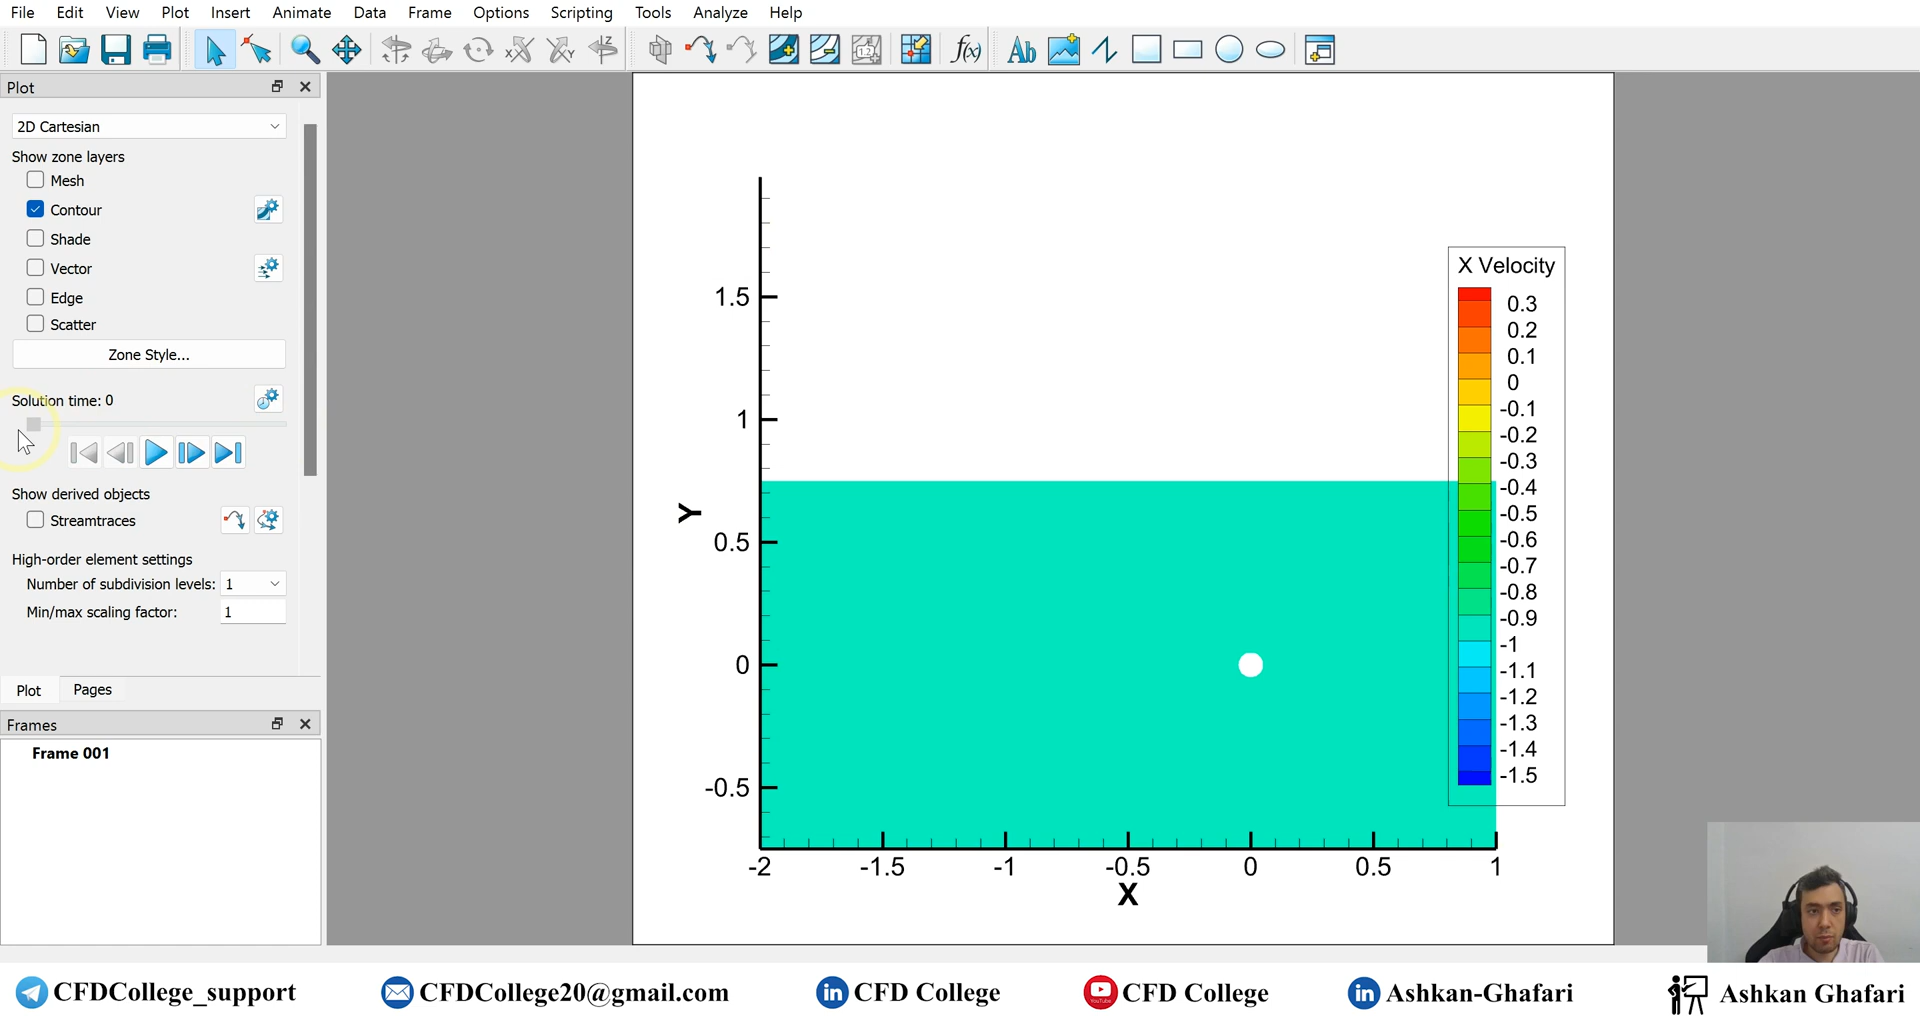 File Edit View Plot Insert Animate Data Frame Options Scripting Tools Analyze Help
Plot
2D Cartesian
Show zone layers
Mesh
Contour
Shade
Vector
Edge
Scatter
Zone Style...
Solution time: 0
Show derived objects
Streamtraces
High-order element settings
Number of subdivision levels: 1
Min/max scaling factor: 1
Plot Pages
Frames
Frame 001
f(x)
Ab
X Velocity
0.3
0.2
0.1
0
-0.1
-0.2
-0.3
-0.4
-0.5
-0.6
-0.7
-0.8
-0.9
-1
-1.1
-1.2
-1.3
-1.4
-1.5
Y
1.5
1
0.5
0
-0.5
-2 -1.5 -1 -0.5 0 0.5 1
X
CFDCollege_support
CFDCollege20@gmail.com
in CFD College
CFD College
in Ashkan-Ghafari
Ashkan Ghafari